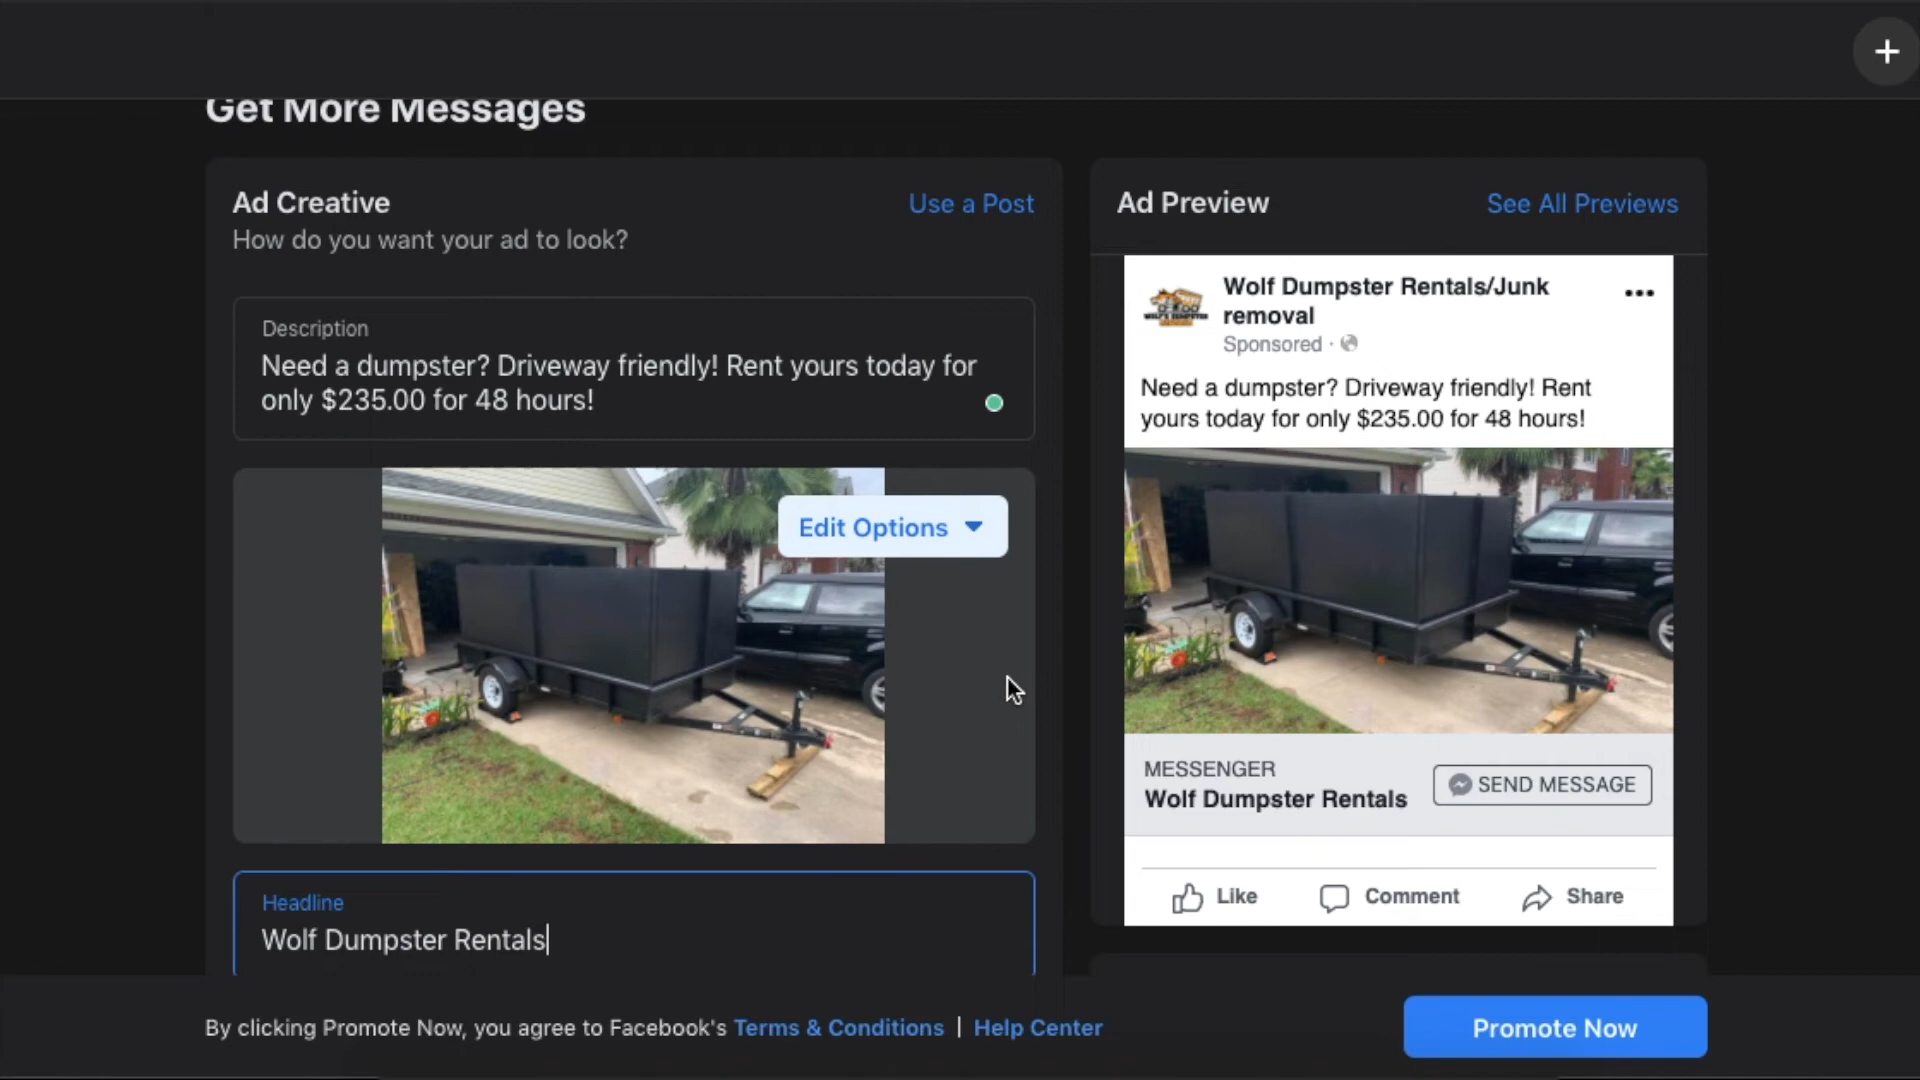 Get More Messages
Ad Creative
Use a Post
How do you want your ad to look?
Description
Need a dumpster? Driveway friendly! Rent yours today for
only $235.00 for 48 hours!
Edit Options
Headline
Wolf Dumpster Rentals
Ad Preview
See All Previews
Wolf Dumpster Rentals/Junk
removal
Sponsored ·
Need a dumpster? Driveway friendly! Rent
yours today for only $235.00 for 48 hours!
MESSENGER
Wolf Dumpster Rentals
SEND MESSAGE
Like
Comment
Share
By clicking Promote Now, you agree to Facebook's Terms & Conditions | Help Center
Promote Now